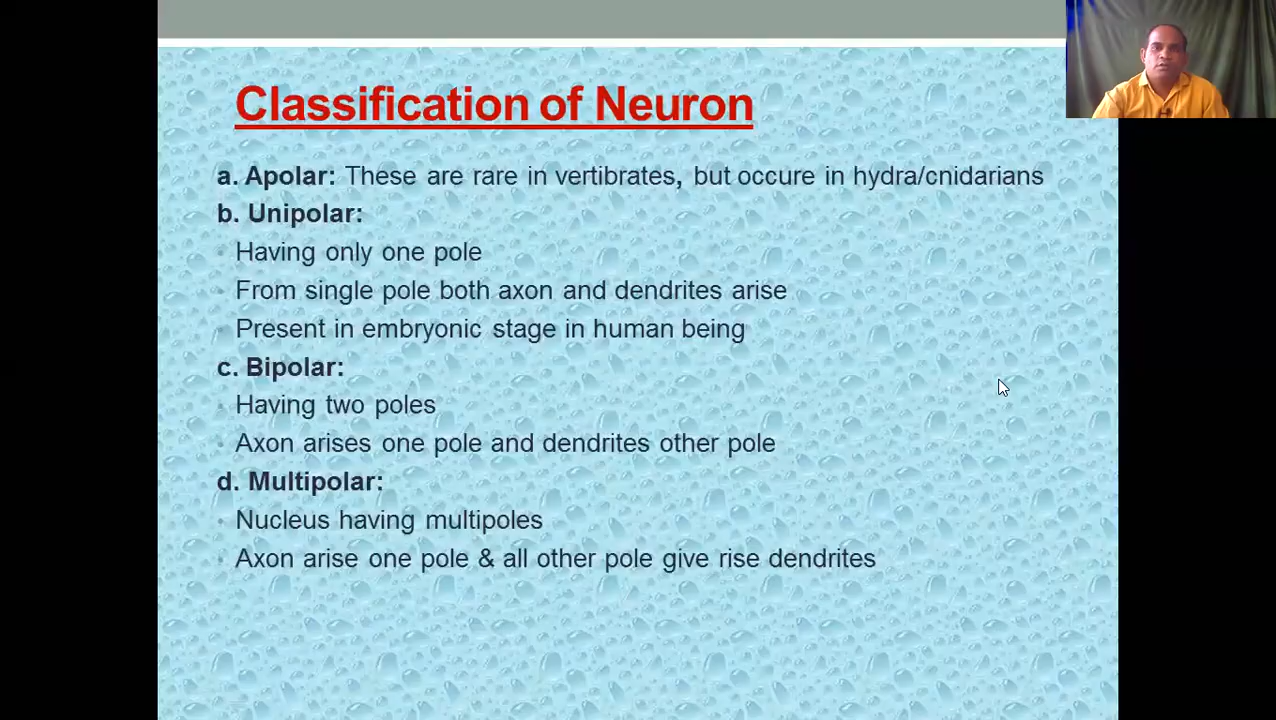 Classification of Neuron
a. Apolar: These are rare in vertibrates, but occure in hydra/cnidarians
b. Unipolar:
• Having only one pole
• From single pole both axon and dendrites arise
• Present in embryonic stage in human being
c. Bipolar:
• Having two poles
• Axon arises one pole and dendrites other pole
d. Multipolar:
• Nucleus having multipoles
• Axon arise one pole & all other pole give rise dendrites